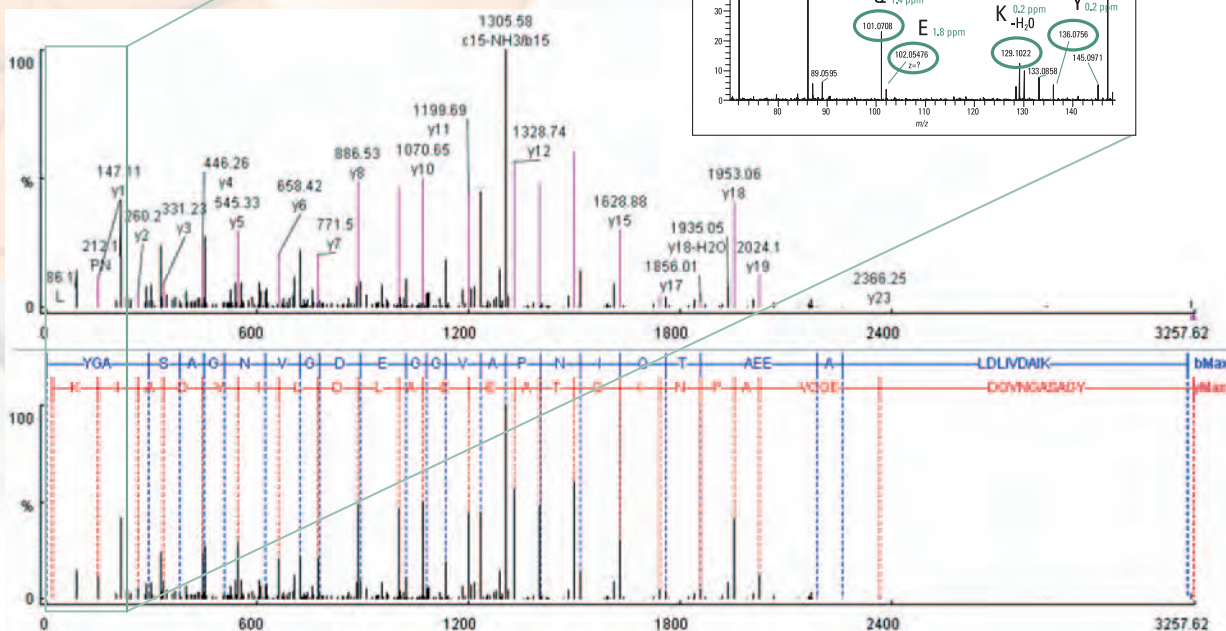 1.4 ppm
E 1.8 ppm
K 0.2 ppm
-H₂0
Y 0.2 ppm
30
20
10
0
101.0708
102.05476
z=?
89.0595
129.1022
133.0858
136.0756
145.0971
80 90 100 110 120 130 140
m/z
1305.58
c15-NH3/b15
100
%
0
1199.69
y11
1328.74
y12
886.53
y8
1070.65
y10
446.26
y4
147.11
y1
545.33
y5
658.42
y6
1953.06
y18
1628.88
y15
260.2
y2
331.23
y3
212.1
PN
771.5
y7
1935.05
y18-H2O
2024.1
y19
1856.01
y17
86.1
L
2366.25
y23
0 600 1200 1800 2400 3257.62
YGA S A G N V G D E G G V A P N I Q T AEE A LDLIVDAIK bMax
K I A D V I L D L A E E A T N P A DGVNGASADY
100
%
0
0 600 1200 1800 2400 3257.62